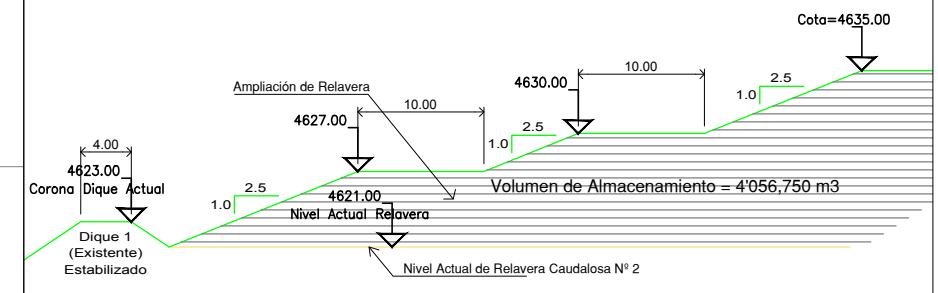 Cota=4635.00
10.00
4630.00
2.5
1.0
Ampliación de Relavera
10.00
4627.00
2.5
1.0
4.00
4623.00
Corona Dique Actual
2.5
1.0
4621.00
Nivel Actual Relavera
Volumen de Almacenamiento = 4'056,750 m3
Dique 1
(Existente)
Estabilizado
Nivel Actual de Relavera Caudalosa Nº 2